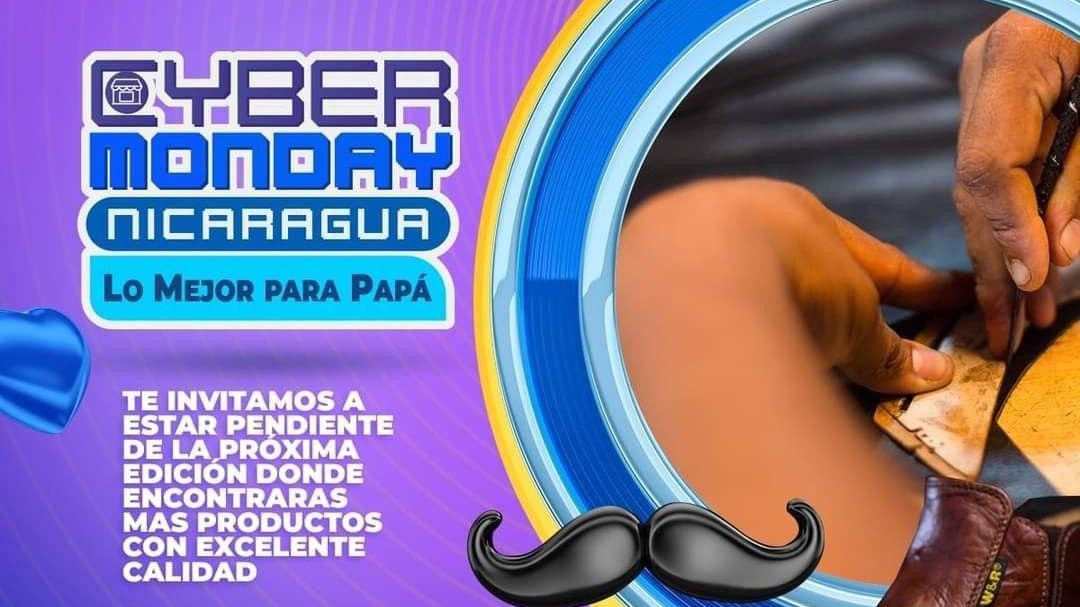 CYBER
MONDAY
NICARAGUA
LO MEJOR PARA PAPÁ
TE INVITAMOS A
ESTAR PENDIENTE
DE LA PRÓXIMA
EDICIÓN DONDE
ENCONTRARAS
MAS PRODUCTOS
CON EXCELENTE
CALIDAD
W&R®